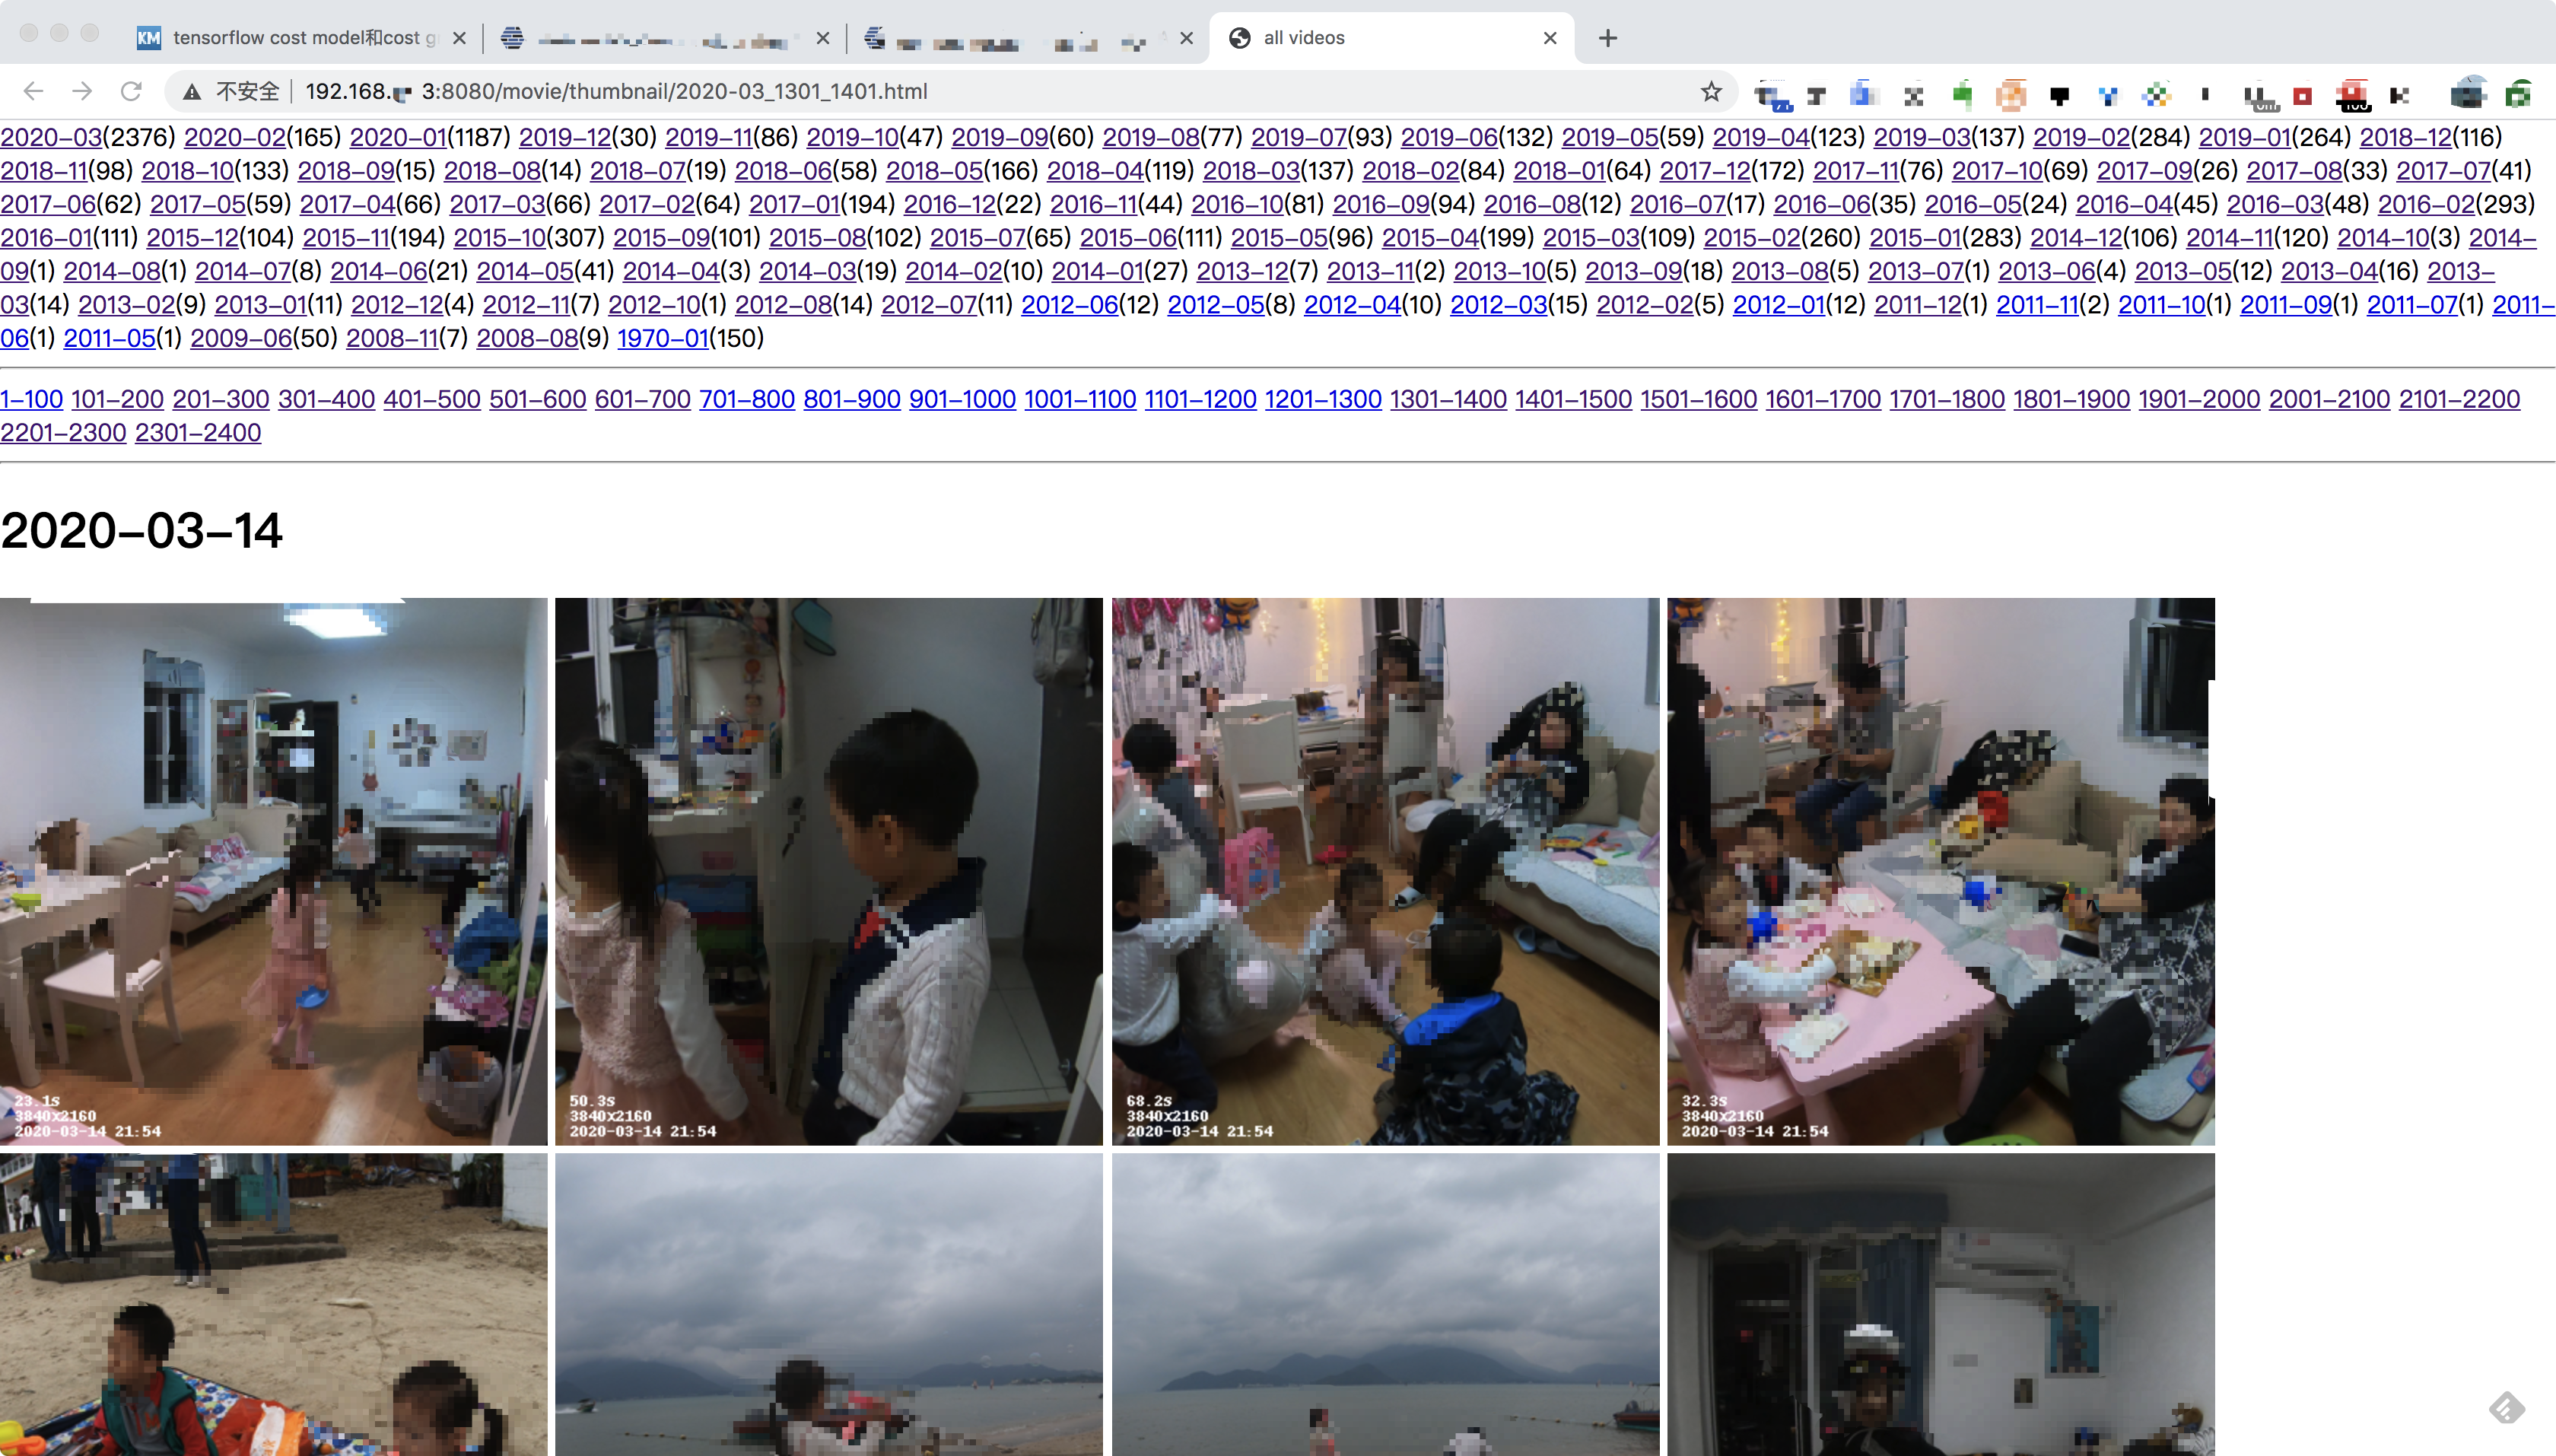 tensorflow cost model和cost g
all videos
不安全 192.168. 3:8080/movie/thumbnail/2020-03_1301_1401.html
2020-03(2376) 2020-02(165) 2020-01(1187) 2019-12(30) 2019-11(86) 2019-10(47) 2019-09(60) 2019-08(77) 2019-07(93) 2019-06(132) 2019-05(59) 2019-04(123) 2019-03(137) 2019-02(284) 2019-01(264) 2018-12(116)
2018-11(98) 2018-10(133) 2018-09(15) 2018-08(14) 2018-07(19) 2018-06(58) 2018-05(166) 2018-04(119) 2018-03(137) 2018-02(84) 2018-01(64) 2017-12(172) 2017-11(76) 2017-10(69) 2017-09(26) 2017-08(33) 2017-07(41)
2017-06(62) 2017-05(59) 2017-04(66) 2017-03(66) 2017-02(64) 2017-01(194) 2016-12(22) 2016-11(44) 2016-10(81) 2016-09(94) 2016-08(12) 2016-07(17) 2016-06(35) 2016-05(24) 2016-04(45) 2016-03(48) 2016-02(293)
2016-01(111) 2015-12(104) 2015-11(194) 2015-10(307) 2015-09(101) 2015-08(102) 2015-07(65) 2015-06(111) 2015-05(96) 2015-04(199) 2015-03(109) 2015-02(260) 2015-01(283) 2014-12(106) 2014-11(120) 2014-10(3) 2014-
09(1) 2014-08(1) 2014-07(8) 2014-06(21) 2014-05(41) 2014-04(3) 2014-03(19) 2014-02(10) 2014-01(27) 2013-12(7) 2013-11(2) 2013-10(5) 2013-09(18) 2013-08(5) 2013-07(1) 2013-06(4) 2013-05(12) 2013-04(16) 2013-
03(14) 2013-02(9) 2013-01(11) 2012-12(4) 2012-11(7) 2012-10(1) 2012-08(14) 2012-07(11) 2012-06(12) 2012-05(8) 2012-04(10) 2012-03(15) 2012-02(5) 2012-01(12) 2011-12(1) 2011-11(2) 2011-10(1) 2011-09(1) 2011-07(1) 2011-
06(1) 2011-05(1) 2009-06(50) 2008-11(7) 2008-08(9) 1970-01(150)
1-100 101-200 201-300 301-400 401-500 501-600 601-700 701-800 801-900 901-1000 1001-1100 1101-1200 1201-1300 1301-1400 1401-1500 1501-1600 1601-1700 1701-1800 1801-1900 1901-2000 2001-2100 2101-2200
2201-2300 2301-2400
2020-03-14
23.1s
3840x2160
2020-03-14 21:54
50.3s
3840x2160
2020-03-14 21:54
68.2s
3840x2160
2020-03-14 21:54
32.3s
3840x2160
2020-03-14 21:54